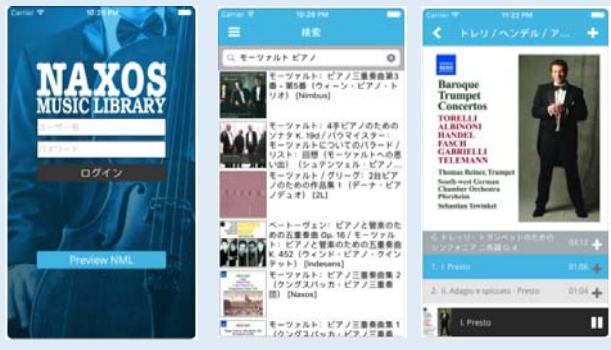 Carrier
10:25 PM
NAXOS
MUSIC LIBRARY
ユーザー名
パスワード
ログイン
Preview NML
Carrier
10:26 PM
検索
モーツァルト ピアノ
モーツァルト: ピアノ三重奏曲第3
番 - 第5番 (ウィーン・ピアノ・ト
リオ) [Nimbus]
モーツァルト: 4手ピアノのための
ソナタ K. 19d / パウマイスター:
モーツァルトについてのバラード /
リスト: 回想 (モーツァルトへの思
い出) (シュテンツェル・ピアノ...
モーツァルト / グリーグ: 2台ピア
ノのための作品集 1 (デーナ・ピア
ノデュオ) [2L]
ベートーヴェン: ピアノと管楽のた
めの五重奏曲 Op. 16 / モーツァル
ト: ピアノと管楽のための五重奏曲
K. 452 (ウィンド・ピアノ・クイン
テット) [Indesens]
モーツァルト: ピアノ三重奏曲集 2
(クングスバッカ・ピアノ三重奏
団) [Naxos]
モーツァルト: ピアノ三重奏曲集 1
(クングスバッカ・ピアノ三重奏
Carrier
11:22 PM
トレリ / ヘンデル / ア...
Baroque
Trumpet
Concertos
TORELLI
ALBINONI
HANDEL
FASCH
GABRIELLI
TELEMANN
Thomas Reiner, Trumpet
South-west German
Chamber Orchestra
Pforzheim
Sebastian Tewinkel
G. トレッリ: トランペットのための
シンフォニア ニ長調 G. 4
03:12
1. I. Presto
01:06
2. II. Adagio e spiccato - Presto
01:04
I. Presto